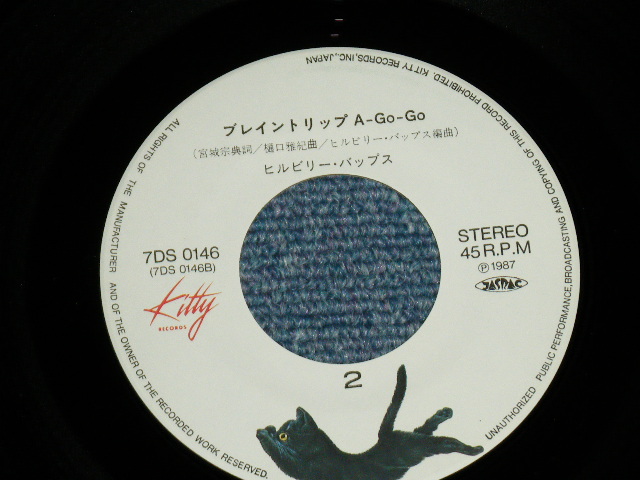 ブレイントリップ A-Go-Go
(宮城宗典詞／樋口雅紀曲／ヒルビリー・バップス編曲)
ヒルビリー・バップス
7DS 0146
(7DS 0146B)
Kitty
RECORDS
STEREO
45 R.P.M
Ⓟ 1987
JASRAC
2
ALL RIGHTS OF THE MANUFACTURER AND OF THE OWNER OF THE RECORDED WORK RESERVED.
UNAUTHORIZED PUBLIC PERFORMANCE, BROADCASTING AND COPYING OF THIS RECORD PROHIBITED. KITTY RECORDS, INC., JAPAN